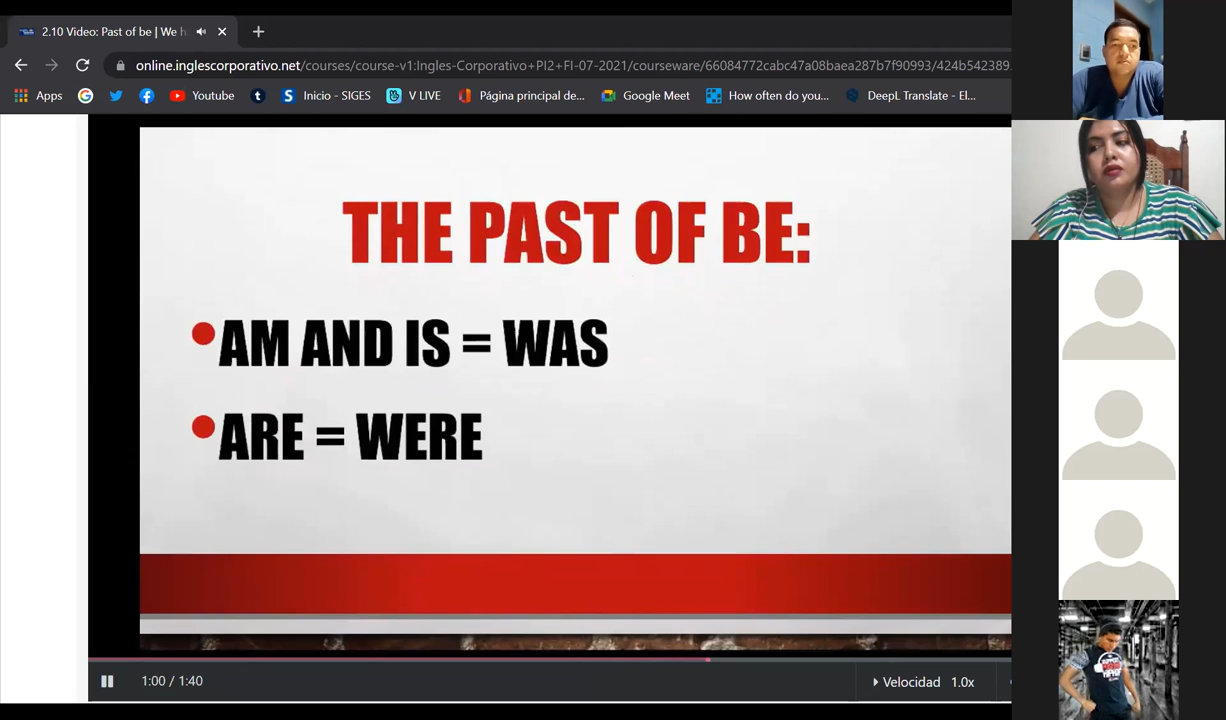 2.10 Video: Past of be | We h
online.inglescorporativo.net/courses/course-v1:Ingles-Corporativo+PI2+FI-07-2021/courseware/66084772cabc47a08baea287b7f90993/424b542389
Apps Youtube Inicio - SIGES V LIVE Página principal de... Google Meet How often do you... DeepL Translate - El...
THE PAST OF BE:
•AM AND IS = WAS
•ARE = WERE
1:00 / 1:40 Velocidad 1.0x